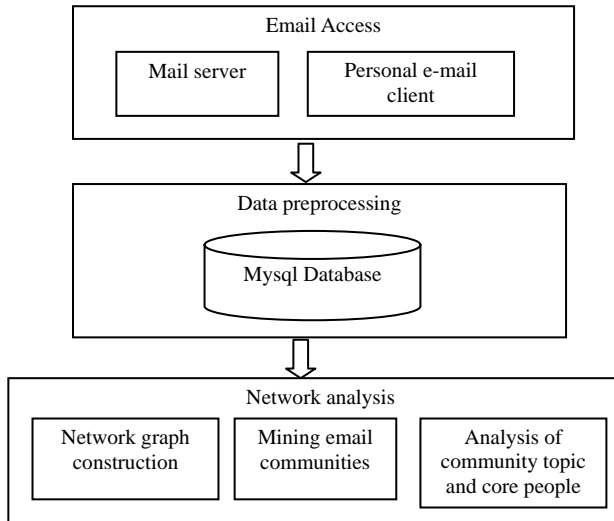 Email Access
Mail server
Personal e-mail
client
Data preprocessing
Mysql Database
Network analysis
Network graph
construction
Mining email
communities
Analysis of
community topic
and core people